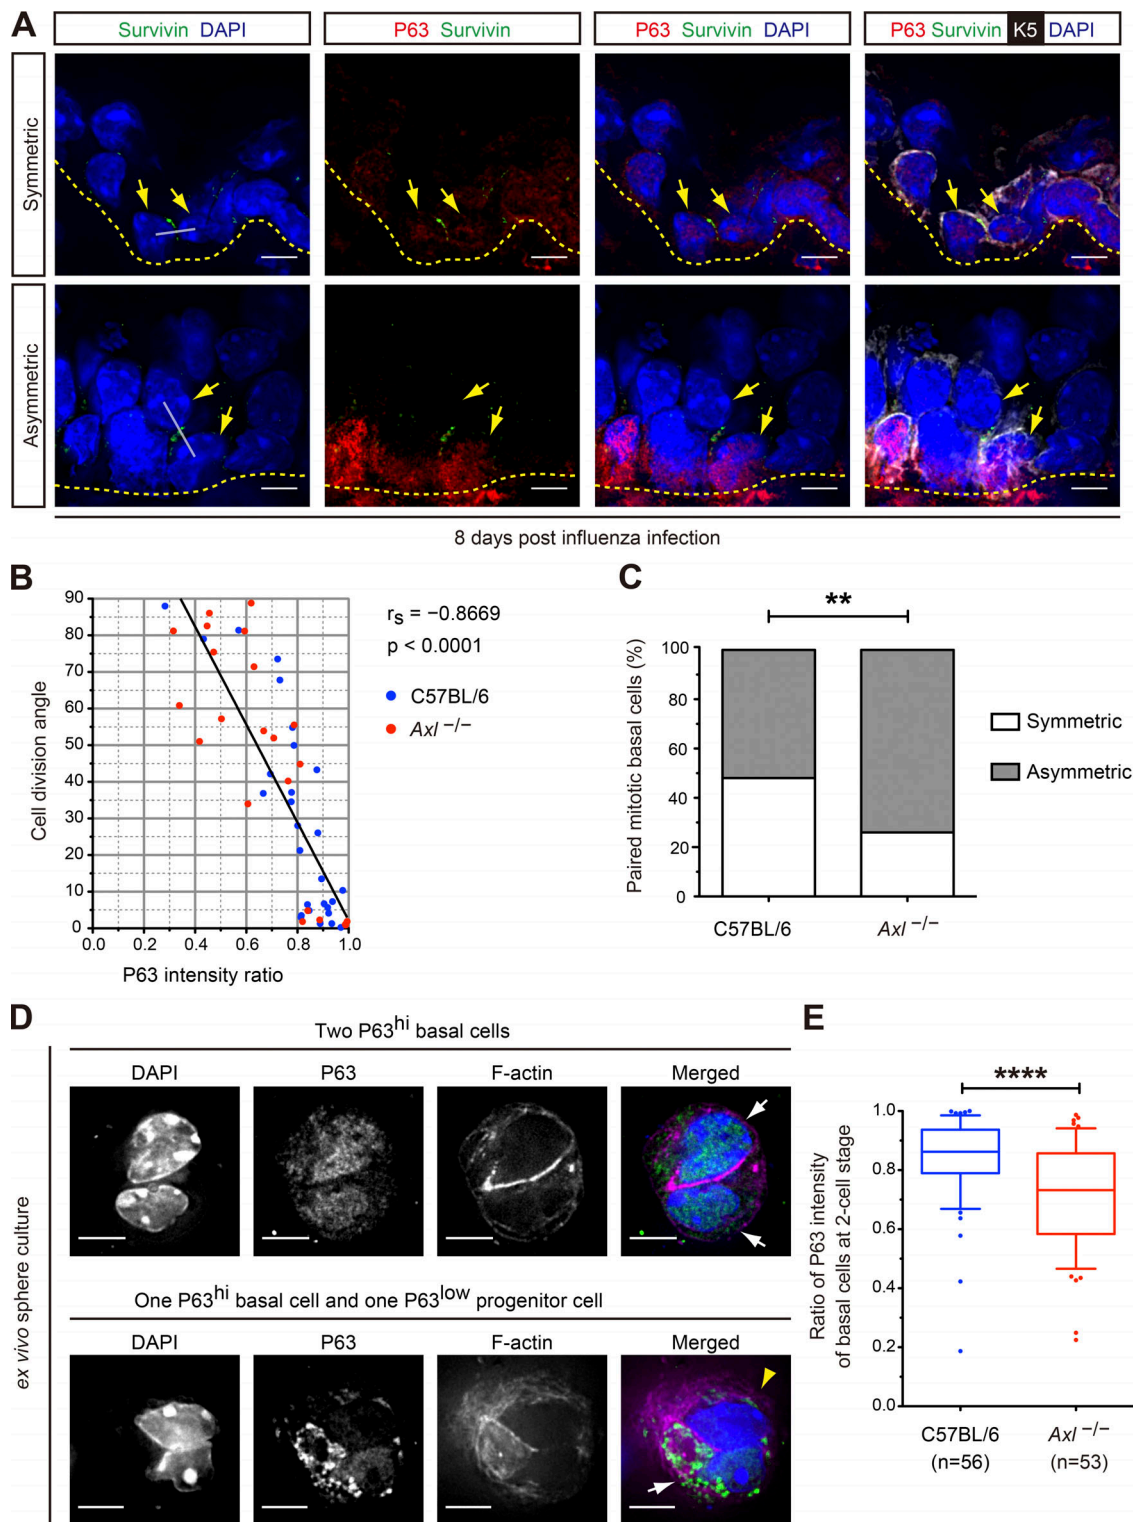 A
Survivin DAPI
P63 Survivin
P63 Survivin DAPI
P63 Survivin K5 DAPI
Symmetric
Asymmetric
8 days post influenza infection
B
90
80
70
60
50
40
30
20
10
0
Cell division angle
0.0 0.2 0.4 0.6 0.8 1.0
P63 intensity ratio
rs = −0.8669
p < 0.0001
C57BL/6
Axl −/−
C
**
Paired mitotic basal cells (%)
100
80
60
40
20
0
C57BL/6 Axl −/−
Symmetric
Asymmetric
D
ex vivo sphere culture
Two P63hi basal cells
DAPI P63 F-actin Merged
One P63hi basal cell and one P63low progenitor cell
DAPI P63 F-actin Merged
E
****
Ratio of P63 intensity
of basal cells at 2-cell stage
1.0
0.8
0.6
0.4
0.2
0.0
C57BL/6 Axl −/−
(n=56) (n=53)